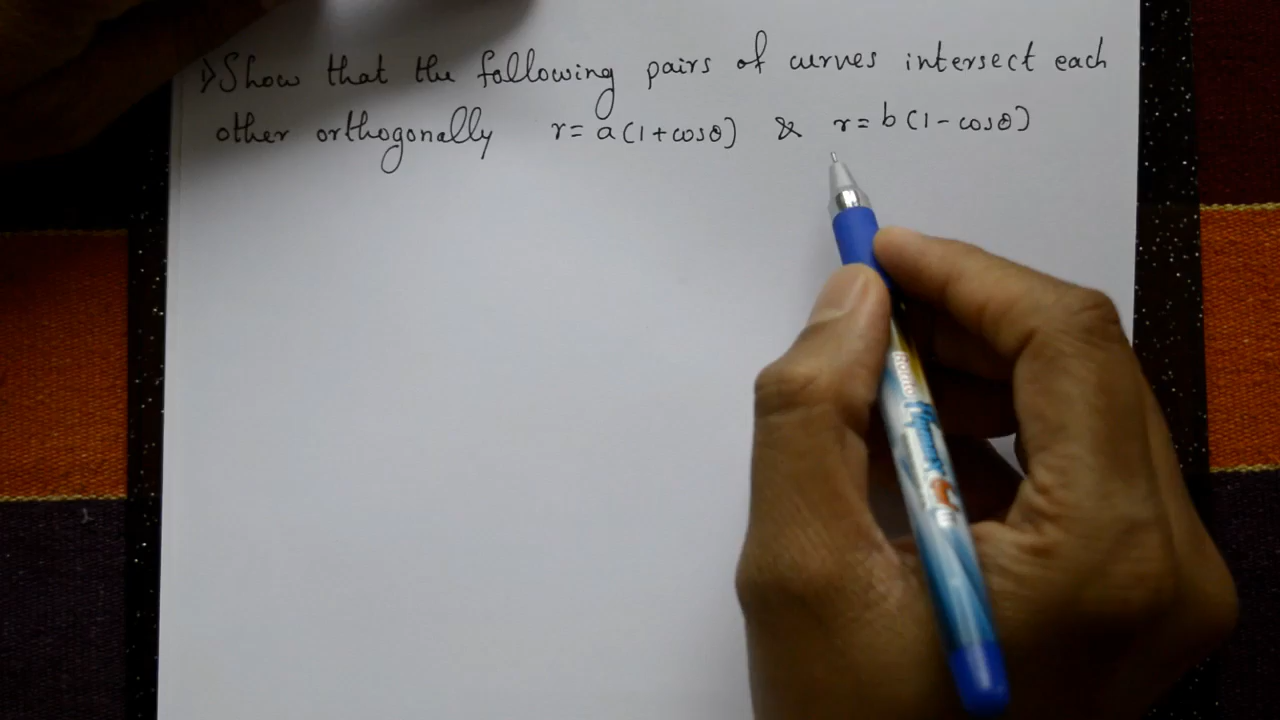 1) Show that the following pairs of curves intersect each
other orthogonally r = a (1 + cosθ) & r = b (1 - cosθ)